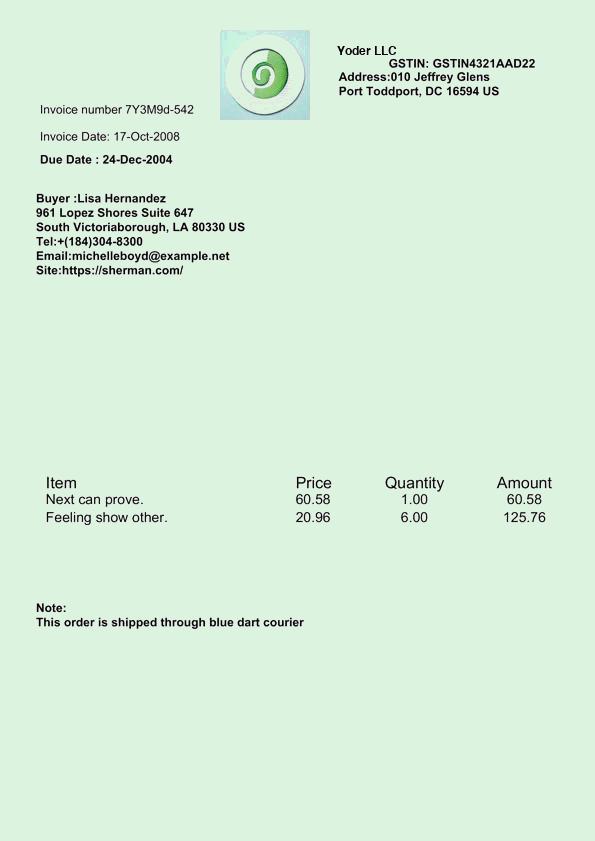 Yoder LLC
GSTIN: GSTIN4321AAD22
Address:010 Jeffrey Glens
Port Toddport, DC 16594 US
Invoice number 7Y3M9d-542
Invoice Date: 17-Oct-2008
Due Date : 24-Dec-2004
Buyer :Lisa Hernandez
961 Lopez Shores Suite 647
South Victoriaborough, LA 80330 US
Tel:+(184)304-8300
Email:michelleboyd@example.net
Site:https://sherman.com/
Item Price Quantity Amount
Next can prove. 60.58 1.00 60.58
Feeling show other. 20.96 6.00 125.76
Note:
This order is shipped through blue dart courier